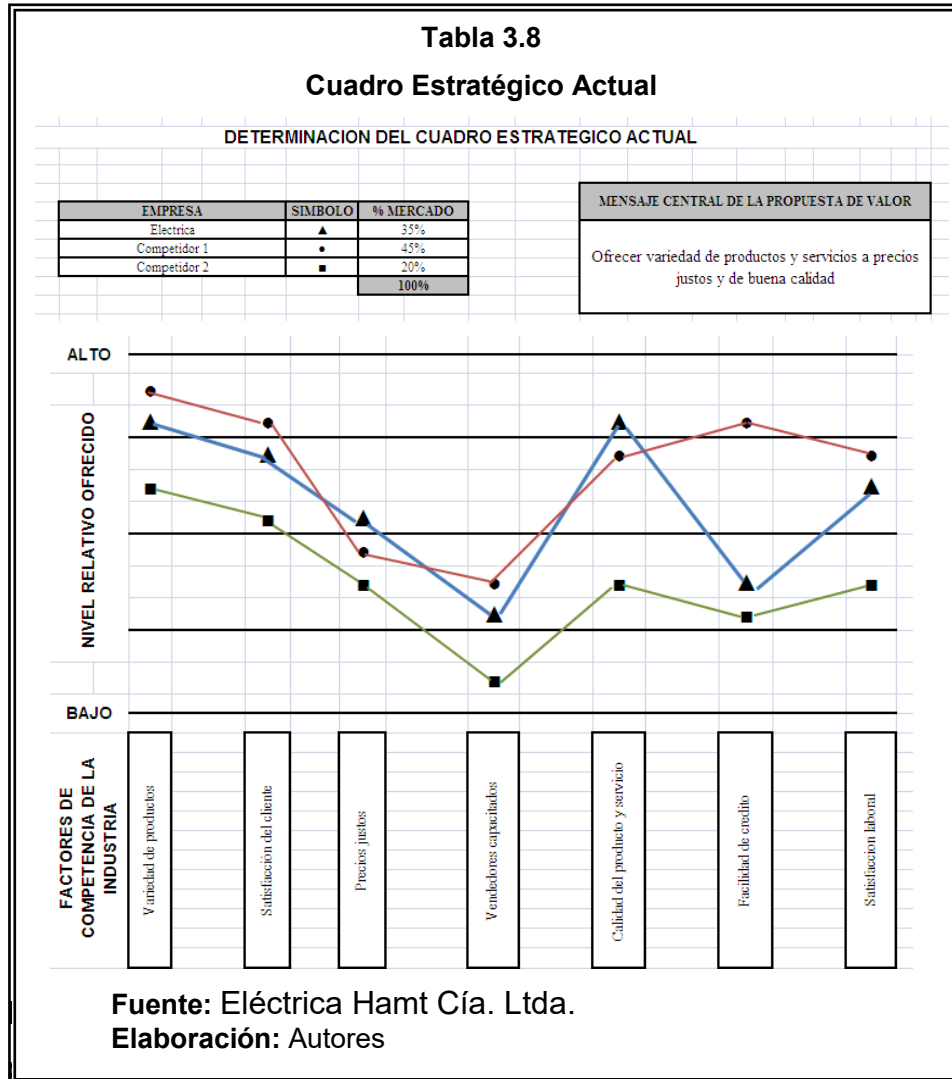 Tabla 3.8
Cuadro Estratégico Actual
DETERMINACION DEL CUADRO ESTRATEGICO ACTUAL
EMPRESA SIMBOLO % MERCADO
Electrica ▲ 35%
Competidor 1 ● 45%
Competidor 2 ■ 20%
100%
MENSAJE CENTRAL DE LA PROPUESTA DE VALOR
Ofrecer variedad de productos y servicios a precios
justos y de buena calidad
ALTO
NIVEL RELATIVO OFRECIDO
BAJO
FACTORES DE
COMPETENCIA DE LA
INDUSTRIA
Variedad de productos
Satisfacción del cliente
Precios justos
Vendedores capacitados
Calidad del producto y servicio
Facilidad de credito
Satisfaccion laboral
Fuente: Eléctrica Hamt Cía. Ltda.
Elaboración: Autores